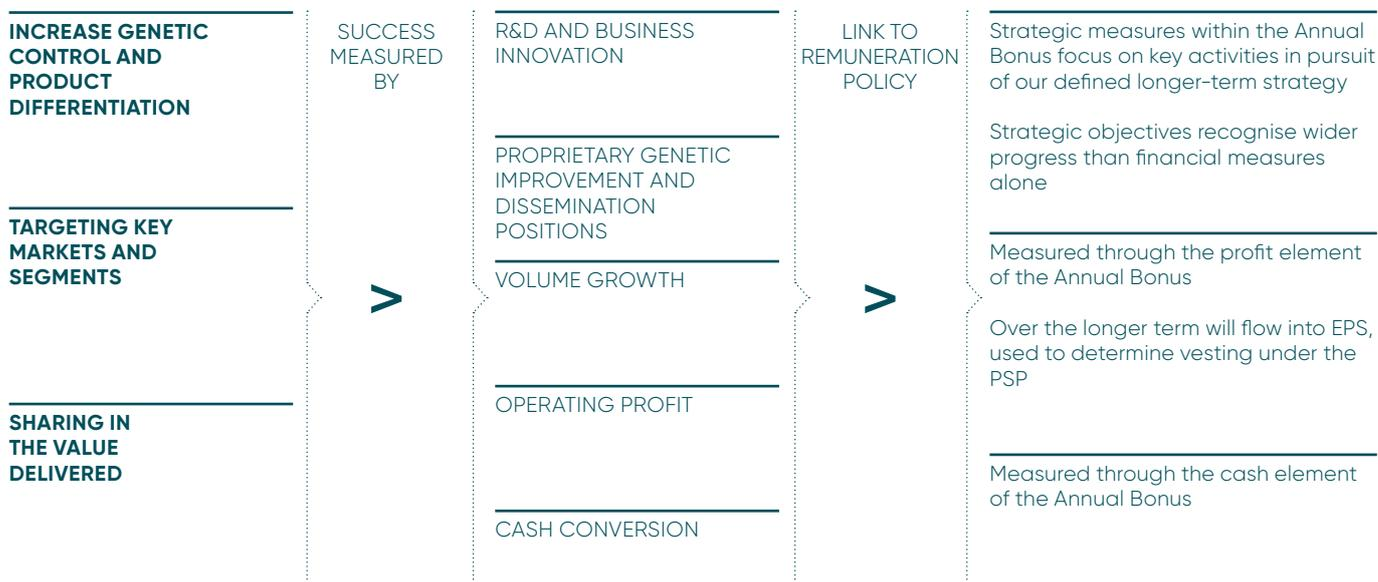 INCREASE GENETIC
CONTROL AND
PRODUCT
DIFFERENTIATION
TARGETING KEY
MARKETS AND
SEGMENTS
SHARING IN
THE VALUE
DELIVERED
SUCCESS
MEASURED
BY
>
R&D AND BUSINESS
INNOVATION
PROPRIETARY GENETIC
IMPROVEMENT AND
DISSEMINATION
POSITIONS
VOLUME GROWTH
OPERATING PROFIT
CASH CONVERSION
LINK TO
REMUNERATION
POLICY
>
Strategic measures within the Annual
Bonus focus on key activities in pursuit
of our defined longer-term strategy
Strategic objectives recognise wider
progress than financial measures
alone
Measured through the profit element
of the Annual Bonus
Over the longer term will flow into EPS,
used to determine vesting under the
PSP
Measured through the cash element
of the Annual Bonus